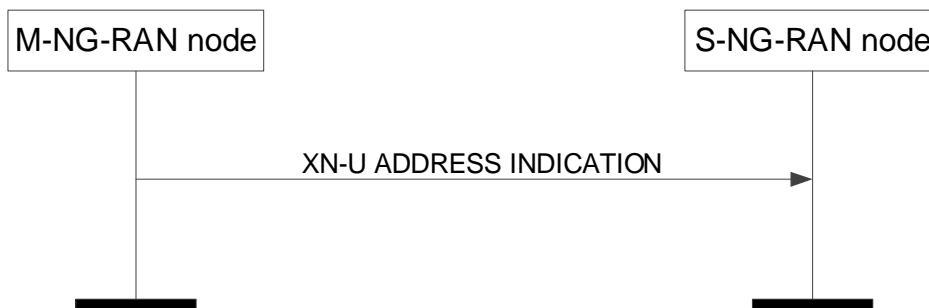 M-NG-RAN node
S-NG-RAN node
XN-U ADDRESS INDICATION